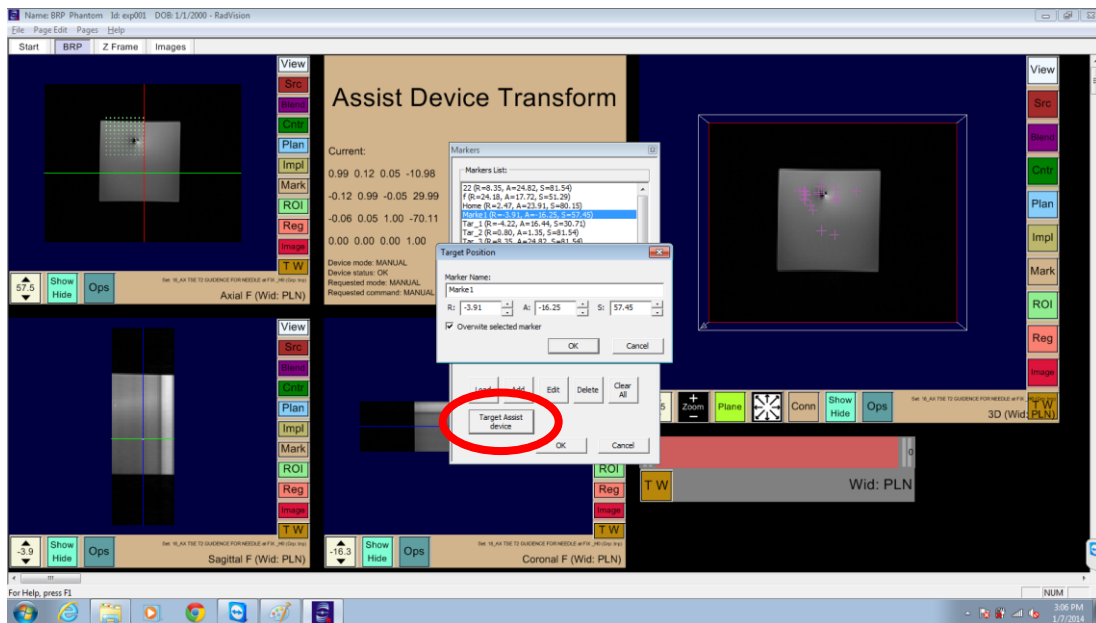 Name: BRP Phantom Id: exp001 DOB: 1/1/2000 - RadVision
File Page Edit Pages Help
Start BRP Z Frame Images
View
Src
Blend
Cntr
Plan
Impl
Mark
ROI
Reg
Image
T W
57.5
Show
Hide
Ops
Axial F (Wid: PLN)
Assist Device Transform
Current:
0.99 0.12 0.05 -10.98
-0.12 0.99 -0.05 29.99
-0.06 0.05 1.00 -70.11
0.00 0.00 0.00 1.00
Device mode: MANUAL
Device status: OK
Requested mode: MANUAL
Requested command: MANUAL
Markers
Markers List:
22 (R=8.35, A=24.82, S=81.54)
f (R=24.18, A=17.72, S=51.29)
Home (R=2.47, A=23.91, S=80.15)
Marke1 (R=-3.91, A=-16.25, S=57.45)
Tar_1 (R=-4.22, A=16.44, S=30.71)
Tar_2 (R=0.80, A=1.35, S=81.54)
Tar_3 (R=8.35, A=24.82, S=81.54)
Target Position
Marker Name:
Marke1
R: -3.91 A: -16.25 S: 57.45
Overwite selected marker
OK Cancel
Load Add Edit Delete Clear
All
Target Assist
device
OK Cancel
View
Src
Blend
Cntr
Plan
Impl
Mark
ROI
Reg
Image
T W
5 Zoom Plane Conn Show
Hide
Ops
3D (Wid: PLN)
View
Src
Blend
Cntr
Plan
Impl
Mark
ROI
Reg
Image
T W
-3.9
Show
Hide
Ops
Sagittal F (Wid: PLN)
ROI
Reg
Image
T W
-16.3
Show
Hide
Ops
Coronal F (Wid: PLN)
0
T W
Wid: PLN
For Help, press F1
NUM
3:06 PM
1/7/2014